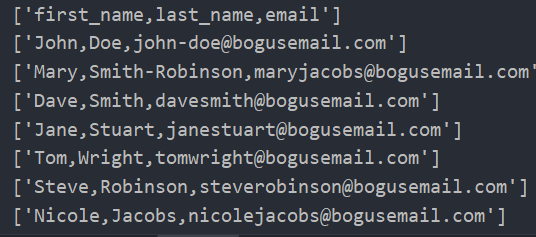 ['first_name,last_name,email']
['John,Doe,john-doe@bogusemail.com']
['Mary,Smith-Robinson,maryjacobs@bogusemail.com'
['Dave,Smith,davesmith@bogusemail.com']
['Jane,Stuart,janestuart@bogusemail.com']
['Tom,Wright,tomwright@bogusemail.com']
['Steve,Robinson,steverobinson@bogusemail.com']
['Nicole,Jacobs,nicolejacobs@bogusemail.com']